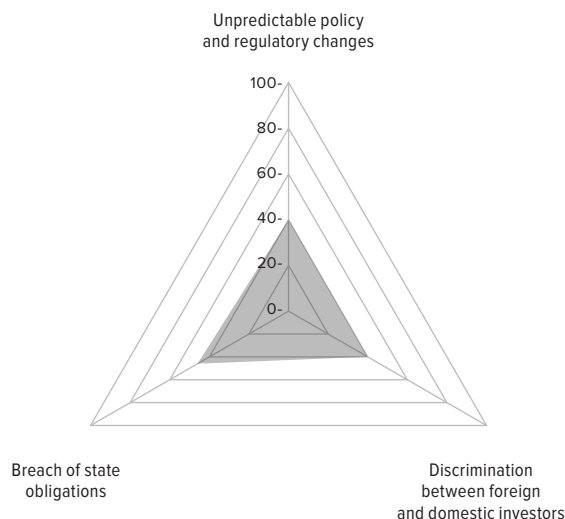 Unpredictable policy
and regulatory changes
100-
80-
60-
40-
20-
0-
Breach of state
obligations
Discrimination
between foreign
and domestic investors